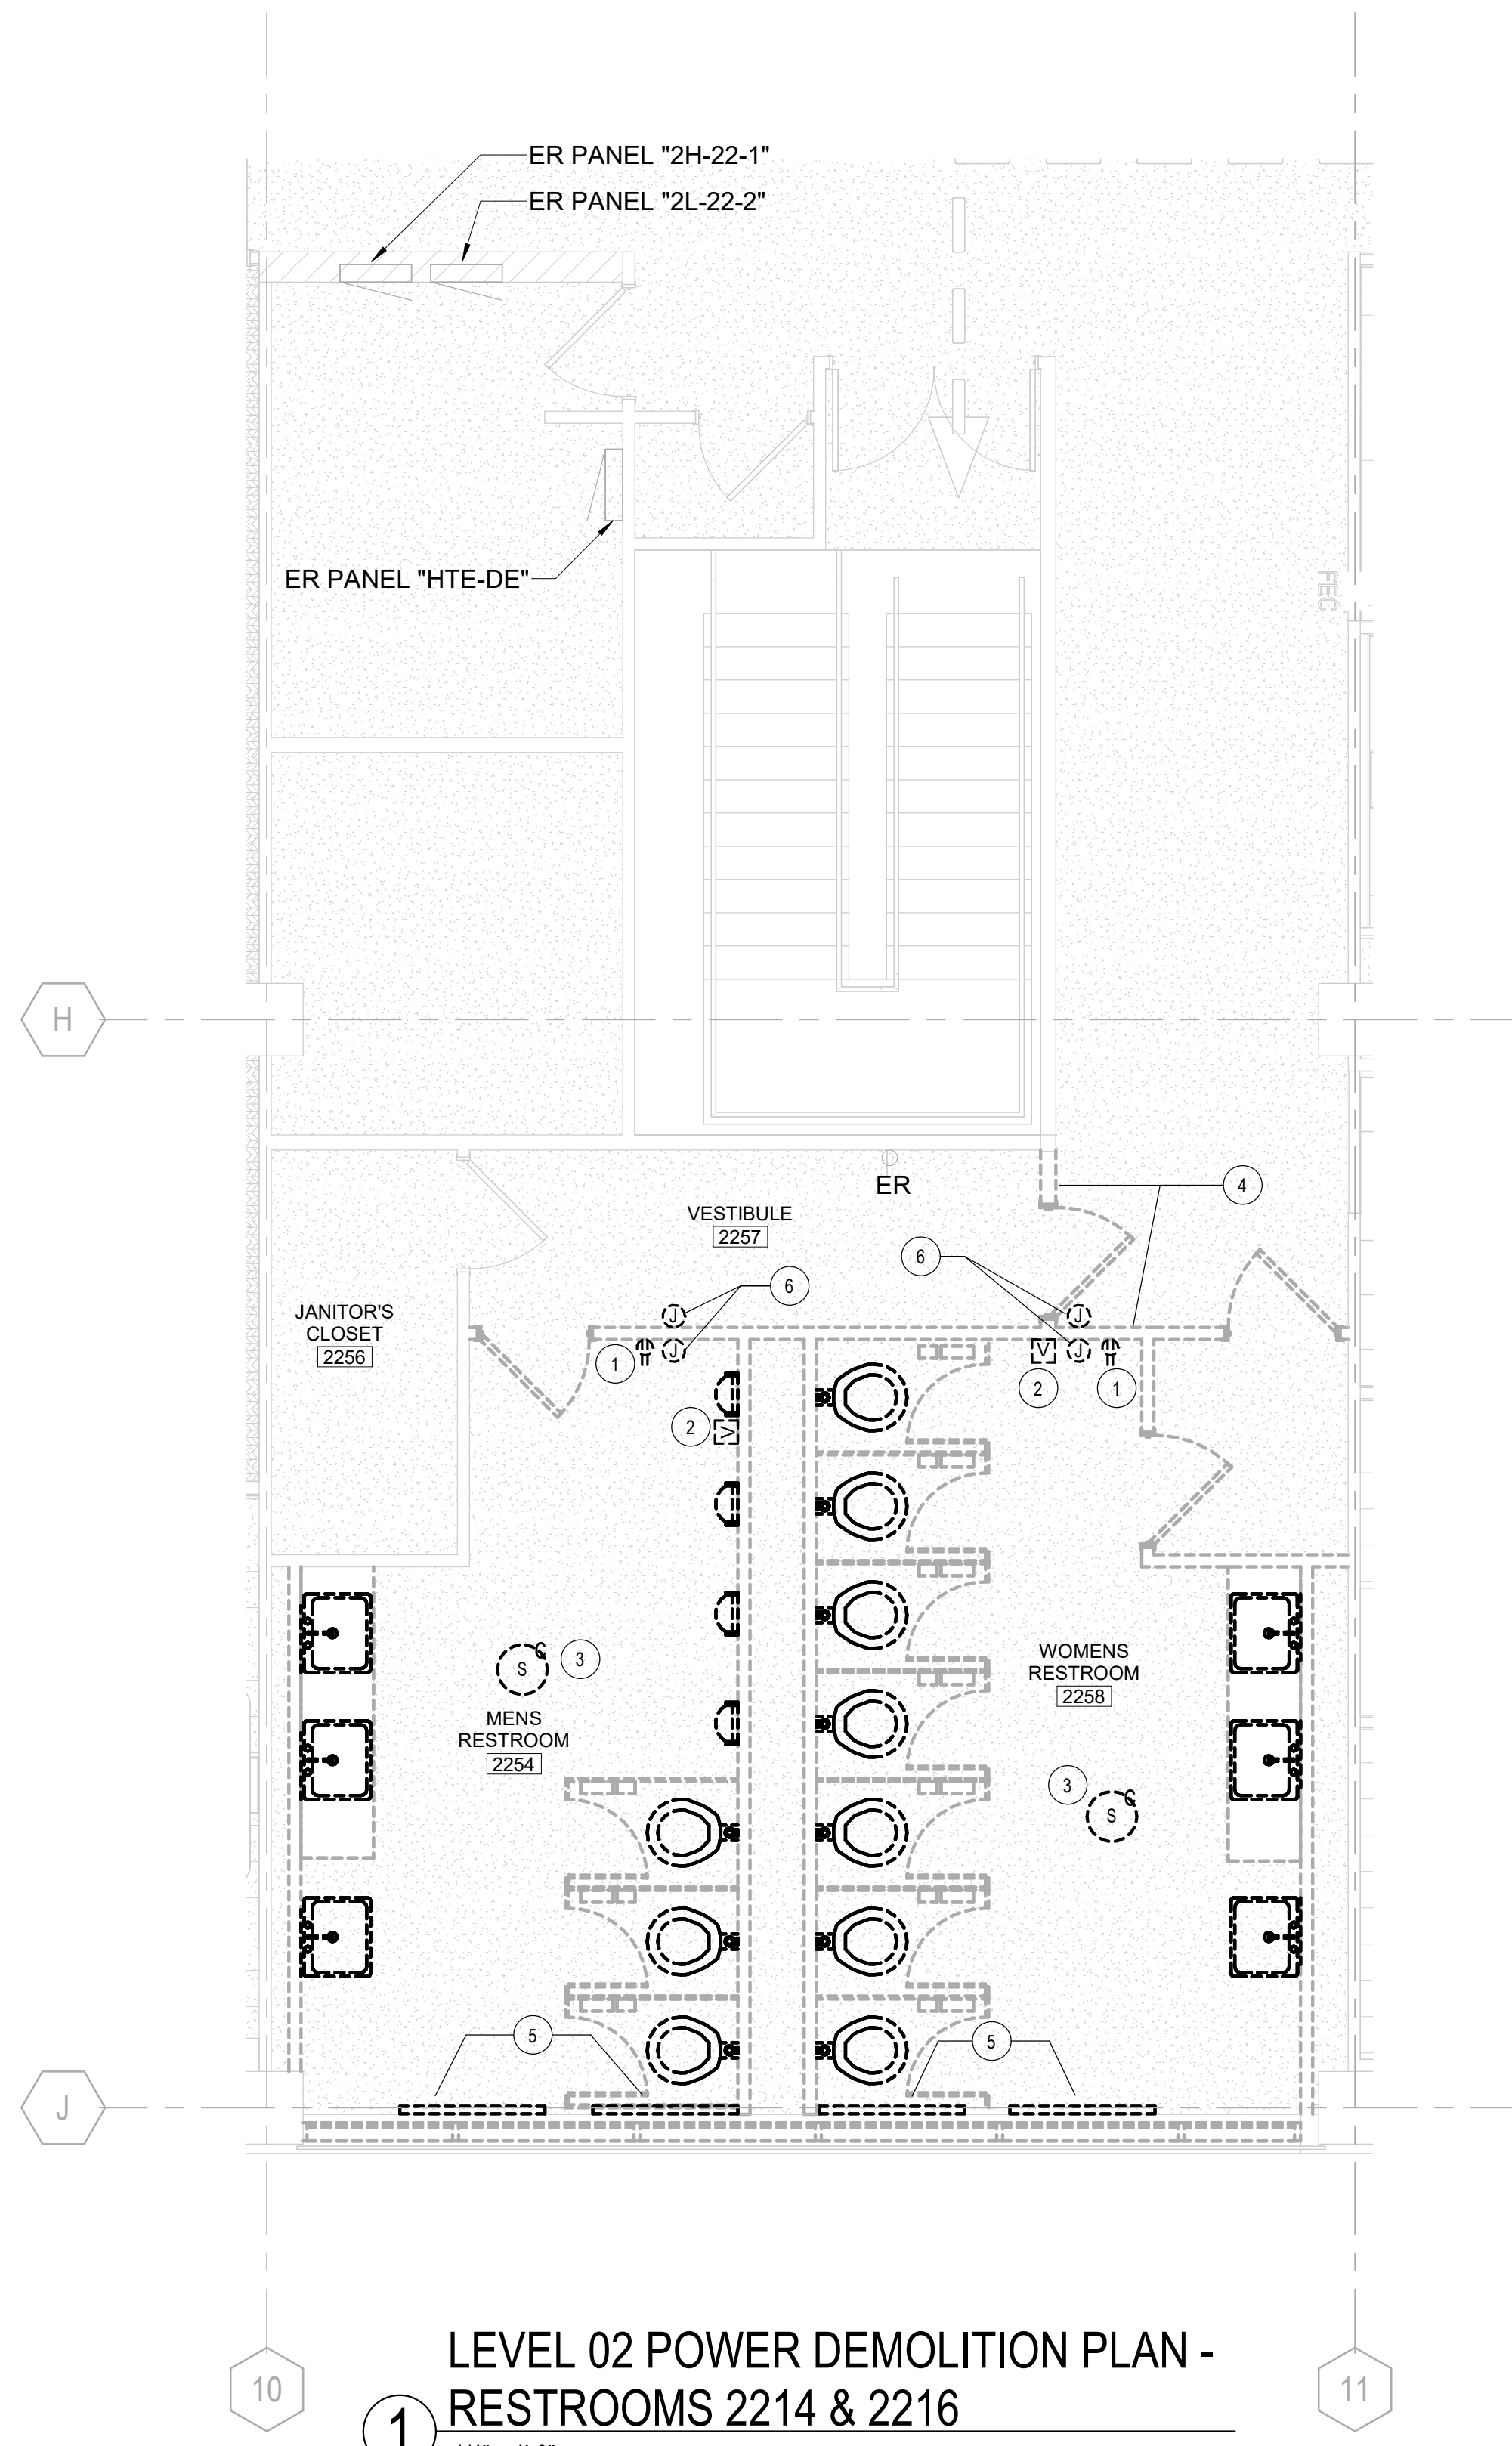 ER PANEL "2H-22-1"
ER PANEL "2L-22-2"
ER PANEL "HTE-DE"
FEC
H
ER
4
VESTIBULE
2257
6
6
JANITOR'S
CLOSET
2256
J
J
1
J
V
J
2
1
2
V
WOMENS
RESTROOM
2258
S
3
MENS
RESTROOM
2254
3
S
5
5
J
10
11
LEVEL 02 POWER DEMOLITION PLAN -
RESTROOMS 2214 & 2216
1